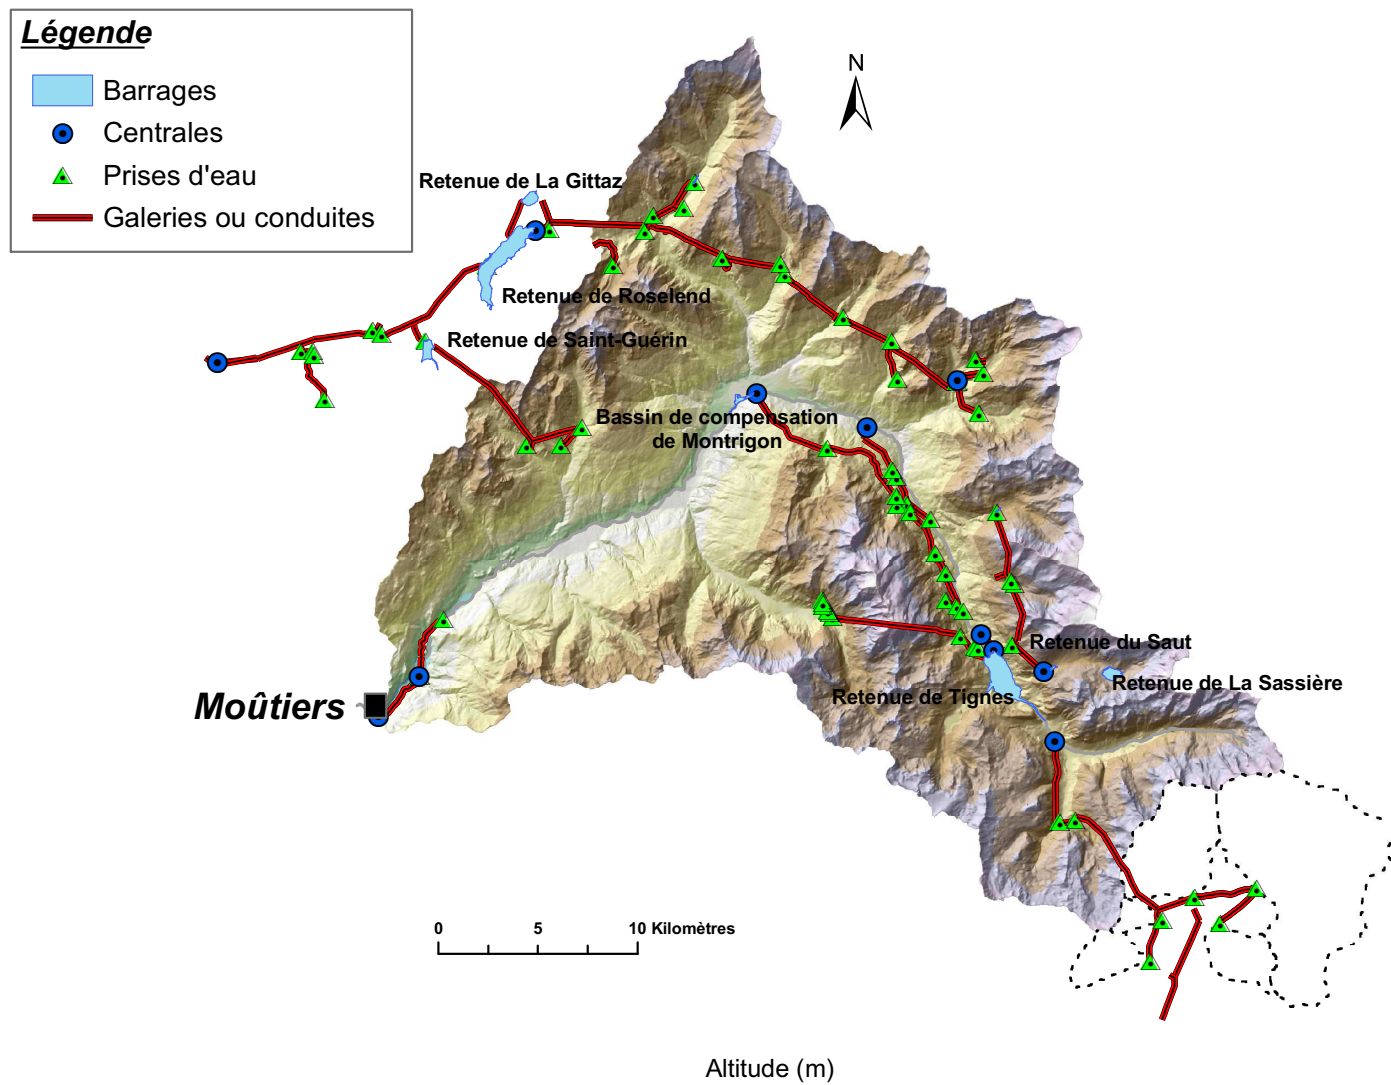 Légende
Barrages
Centrales
Prises d'eau
Galeries ou conduites
N
Retenue de La Gittaz
Retenue de Roselend
Retenue de Saint-Guérin
Bassin de compensation
de Montrigon
Retenue du Saut
Retenue de La Sassière
Retenue de Tignes
Moûtiers
0 5 10 Kilomètres
Altitude (m)